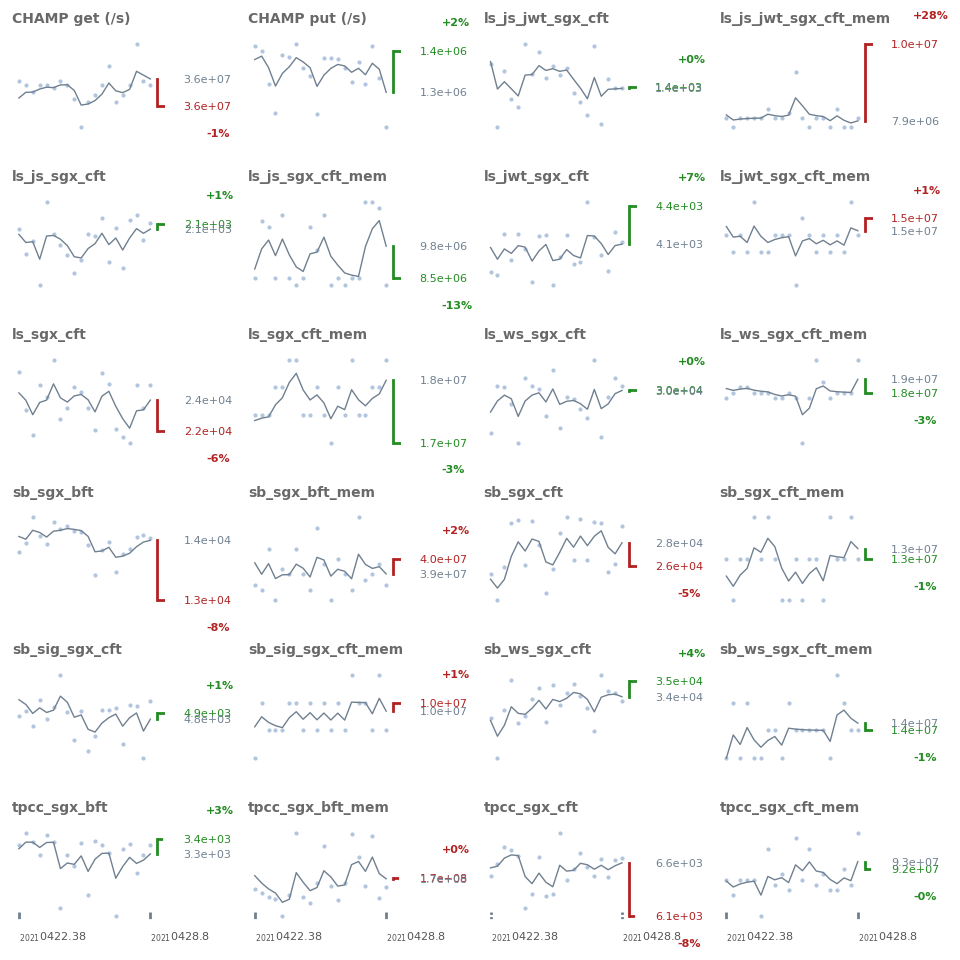 CHAMP get (/s)
3.6e+07
3.6e+07
-1%
CHAMP put (/s)
+2%
1.4e+06
1.3e+06
ls_js_jwt_sgx_cft
+0%
1.4e+03
ls_js_jwt_sgx_cft_mem
+28%
1.0e+07
7.9e+06
ls_js_sgx_cft
+1%
2.1e+03
2.1e+03
ls_js_sgx_cft_mem
9.8e+06
8.5e+06
-13%
ls_jwt_sgx_cft
+7%
4.4e+03
4.1e+03
ls_jwt_sgx_cft_mem
+1%
1.5e+07
1.5e+07
ls_sgx_cft
2.4e+04
2.2e+04
-6%
ls_sgx_cft_mem
1.8e+07
1.7e+07
-3%
ls_ws_sgx_cft
+0%
3.0e+04
ls_ws_sgx_cft_mem
1.9e+07
1.8e+07
-3%
sb_sgx_bft
1.4e+04
1.3e+04
-8%
sb_sgx_bft_mem
+2%
4.0e+07
3.9e+07
sb_sgx_cft
2.8e+04
2.6e+04
-5%
sb_sgx_cft_mem
1.3e+07
1.3e+07
-1%
sb_sig_sgx_cft
+1%
4.9e+03
4.8e+03
sb_sig_sgx_cft_mem
+1%
1.0e+07
1.0e+07
sb_ws_sgx_cft
+4%
3.5e+04
3.4e+04
sb_ws_sgx_cft_mem
1.4e+07
1.4e+07
-1%
tpcc_sgx_bft
+3%
3.4e+03
3.3e+03
2021 0422.38
2021 0428.8
tpcc_sgx_bft_mem
+0%
1.7e+08
2021 0422.38
2021 0428.8
tpcc_sgx_cft
6.6e+03
6.1e+03
-8%
2021 0422.38
2021 0428.8
tpcc_sgx_cft_mem
9.3e+07
9.2e+07
-0%
2021 0422.38
2021 0428.8